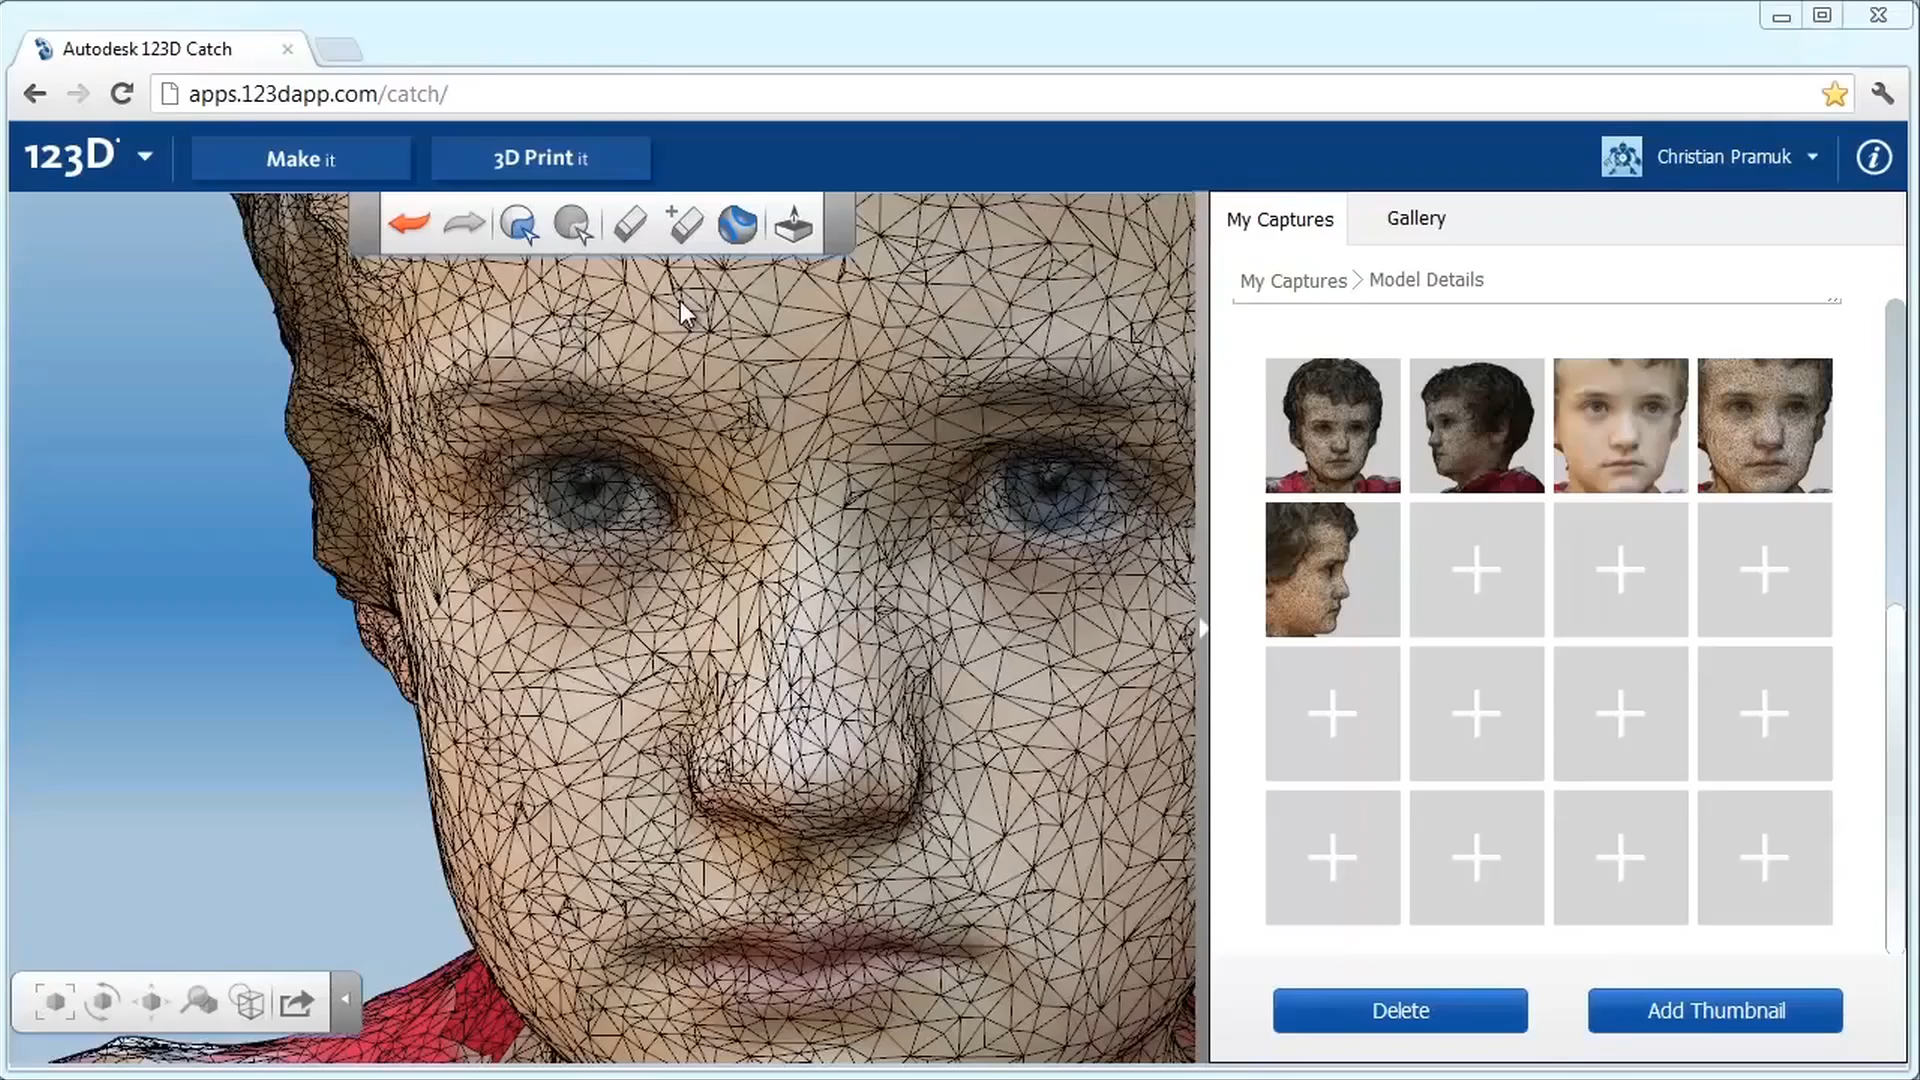 Autodesk 123D Catch
apps.123dapp.com/catch/
123D
Make it
3D Print it
Christian Pramuk
My Captures
Gallery
My Captures
Model Details
Delete
Add Thumbnail